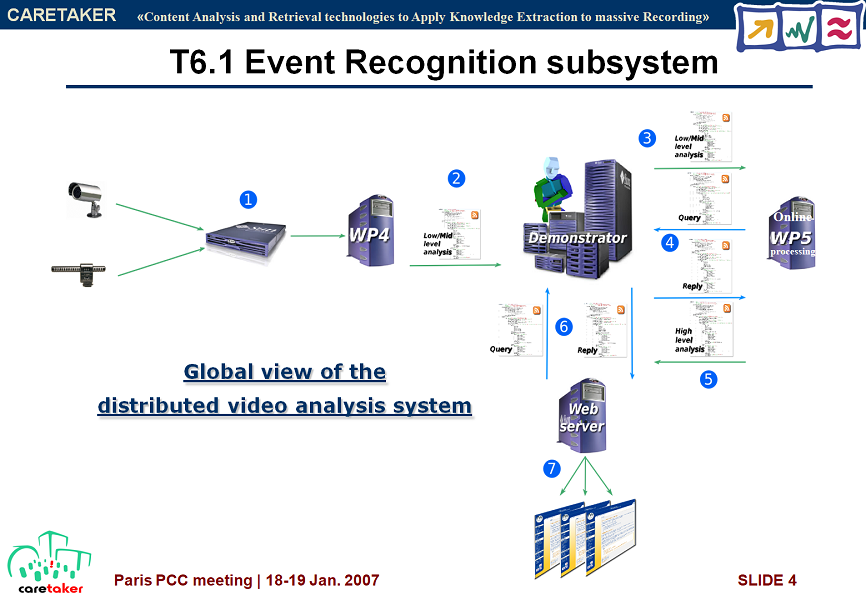 CARETAKER «Content Analysis and Retrieval technologies to Apply Knowledge Extraction to massive Recording»
T6.1 Event Recognition subsystem
1
2
3
Low/Mid
level
analysis
Query
WP4
Low/Mid
level
analysis
Demonstrator
Online
WP5
processing
4
Reply
Query
6
Reply
High
level
analysis
5
Global view of the
distributed video analysis system
Web
server
7
caretaker
Paris PCC meeting | 18-19 Jan. 2007
SLIDE 4